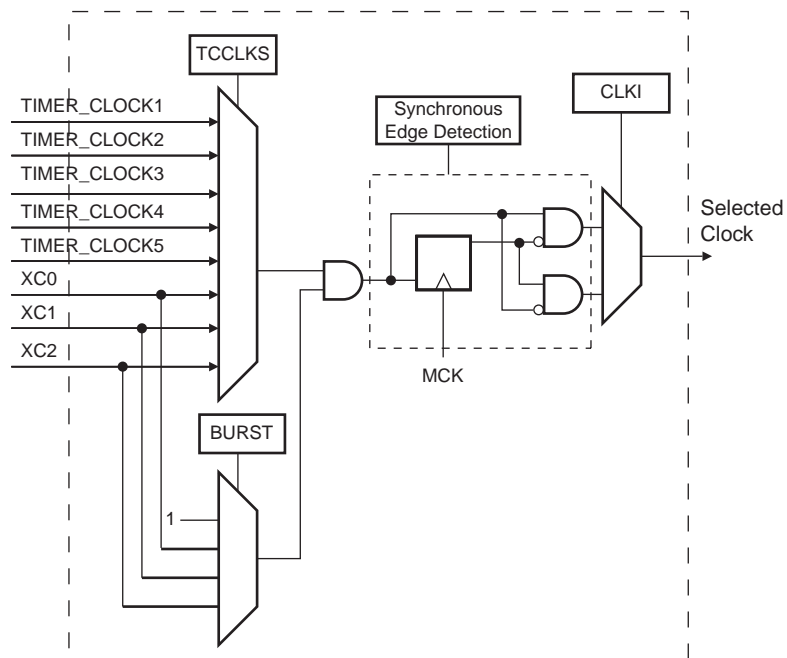 TCCLKS
CLKI
Synchronous
Edge Detection
TIMER_CLOCK1
TIMER_CLOCK2
TIMER_CLOCK3
TIMER_CLOCK4
TIMER_CLOCK5
XC0
XC1
XC2
Selected
Clock
MCK
BURST
1